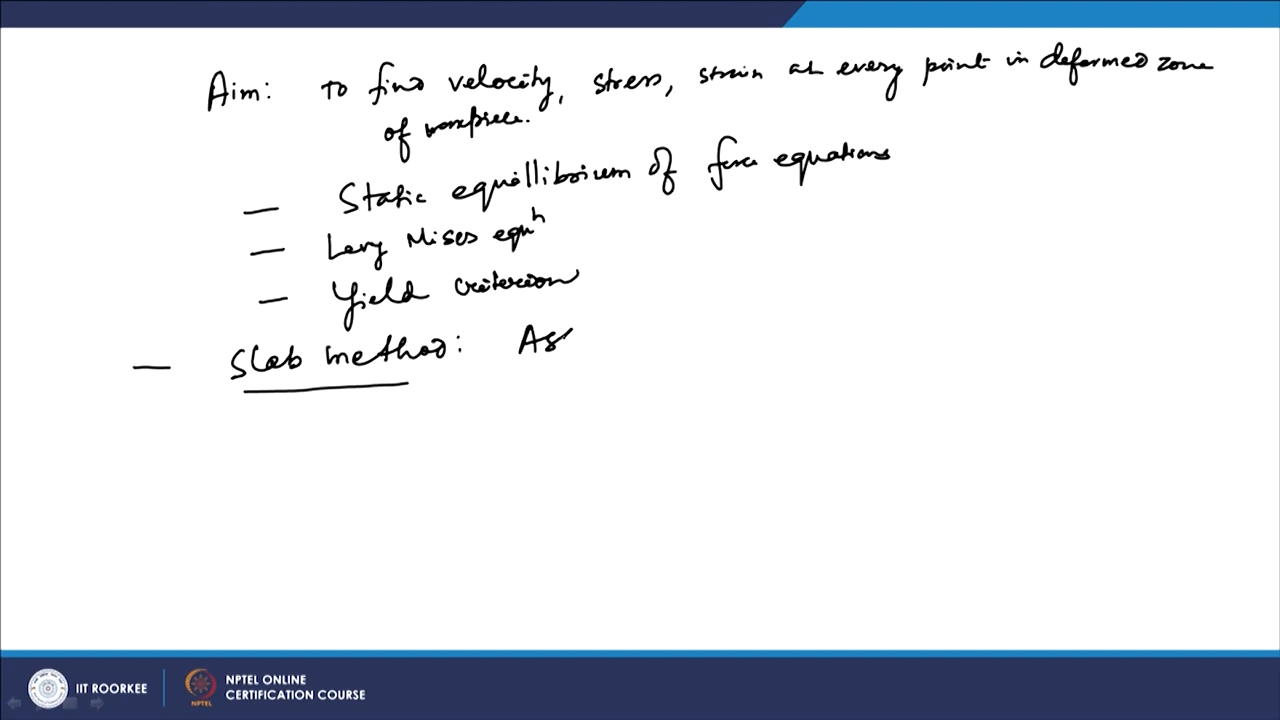 Aim: To find velocity, stress, strain at every point in deformed zone
of workpiece.
— Static equillibrium of force equations
— Levy Mises equⁿ
— Yield criterion
— Slab method: As
IIT ROORKEE
NPTEL ONLINE
CERTIFICATION COURSE
NPTEL